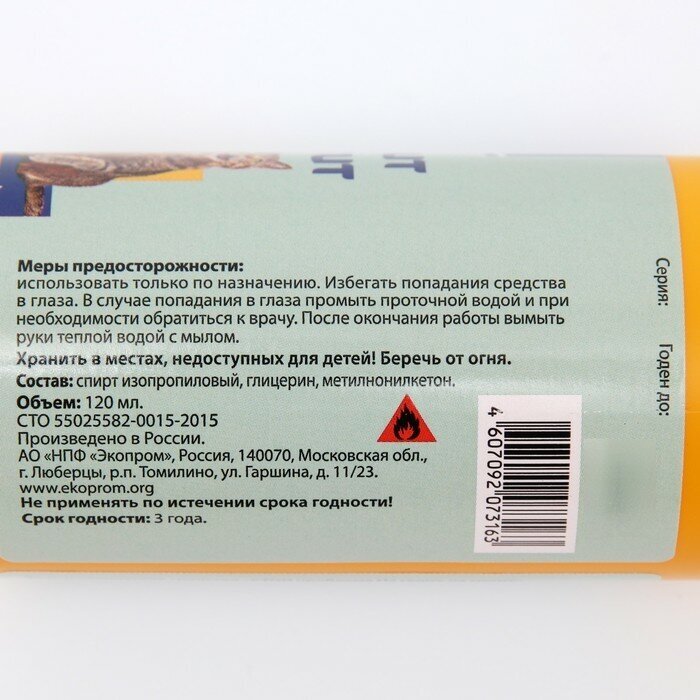 Меры предосторожности:
использовать только по назначению. Избегать попадания средства
в глаза. В случае попадания в глаза промыть проточной водой и при
необходимости обратиться к врачу. После окончания работы вымыть
руки теплой водой с мылом.
Хранить в местах, недоступных для детей! Беречь от огня.
Состав: спирт изопропиловый, глицерин, метилнонилкетон.
Объем: 120 мл.
СТО 55025582-0015-2015
Произведено в России.
АО «НПФ «Экопром», Россия, 140070, Московская обл.,
г. Люберцы, р.п. Томилино, ул. Гаршина, д. 11/23.
www.ekoprom.org
Не применять по истечении срока годности!
Срок годности: 3 года.
Серия:
Годен до:
4 607092 073163